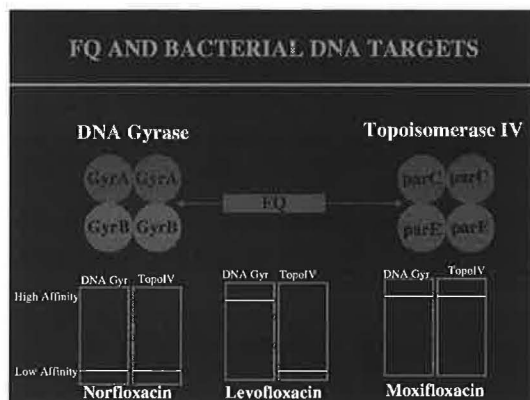 FQ AND BACTERIAL DNA TARGETS
DNA Gyrase
Topoisomerase IV
GyrA GyrA
parC parC
FQ
GyrB GyrB
parE parE
DNA Gyr TopoIV
DNA Gyr TopoIV
DNA Gyr TopoIV
High Affinity
Low Affinity
Norfloxacin
Levofloxacin
Moxifloxacin